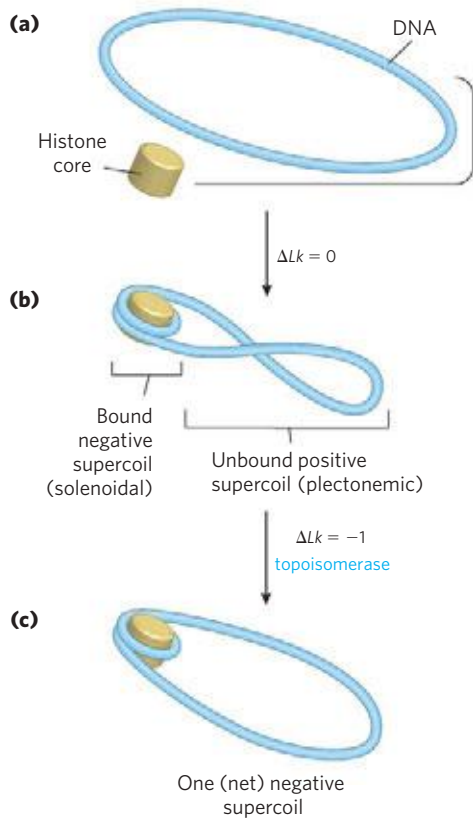 (a)
DNA
Histone
core
ΔLk = 0
(b)
Bound
negative
supercoil
(solenoidal)
Unbound positive
supercoil (plectonemic)
ΔLk = −1
topoisomerase
(c)
One (net) negative
supercoil